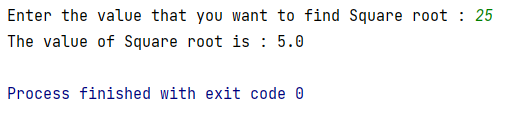 Enter the value that you want to find Square root : 25
The value of Square root is : 5.0
Process finished with exit code 0